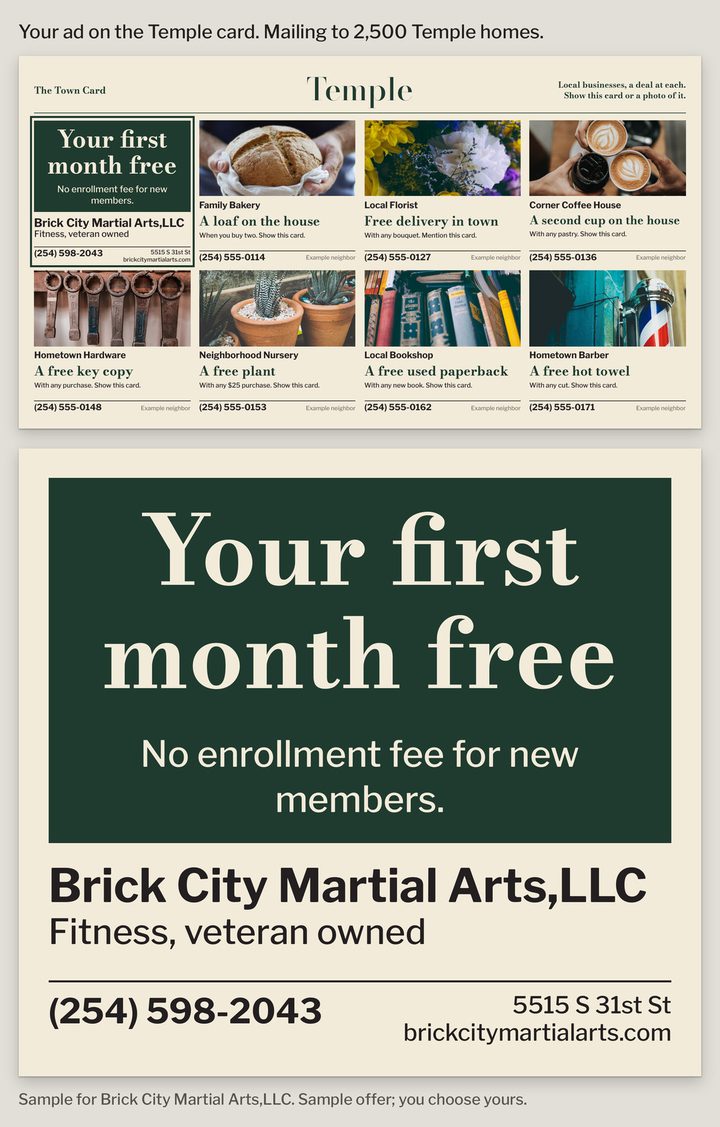 Your ad on the Temple card. Mailing to 2,500 Temple homes.
The Town Card
Temple
Local businesses, a deal at each.
Show this card or a photo of it.
Your first
month free
No enrollment fee for new
members.
Brick City Martial Arts,LLC
Fitness, veteran owned
(254) 598-2043
5515 S 31st St
brickcitymartialarts.com
Family Bakery
A loaf on the house
When you buy two. Show this card.
(254) 555-0114
Example neighbor
Local Florist
Free delivery in town
With any bouquet. Mention this card.
(254) 555-0127
Example neighbor
Corner Coffee House
A second cup on the house
With any pastry. Show this card.
(254) 555-0136
Example neighbor
Hometown Hardware
A free key copy
With any purchase. Show this card.
(254) 555-0148
Example neighbor
Neighborhood Nursery
A free plant
With any $25 purchase. Show this card.
(254) 555-0153
Example neighbor
Local Bookshop
A free used paperback
With any new book. Show this card.
(254) 555-0162
Example neighbor
Hometown Barber
A free hot towel
With any cut. Show this card.
(254) 555-0171
Example neighbor
Your first
month free
No enrollment fee for new
members.
Brick City Martial Arts,LLC
Fitness, veteran owned
(254) 598-2043
5515 S 31st St
brickcitymartialarts.com
Sample for Brick City Martial Arts,LLC. Sample offer; you choose yours.